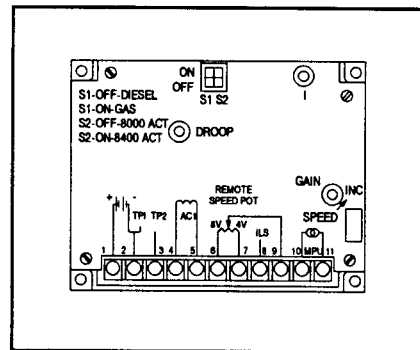 ON
OFF
S1 S2
I
S1-OFF-DIESEL
S1-ON-GAS
S2-OFF-8000 ACT
S2-ON-8400 ACT
DROOP
GAIN
INC
SPEED
REMOTE
SPEED POT
+ -
TP1 TP2
AC1
8V 4V
ILS
1 2 3 4 5 6 7 8 9 10 MPU 11